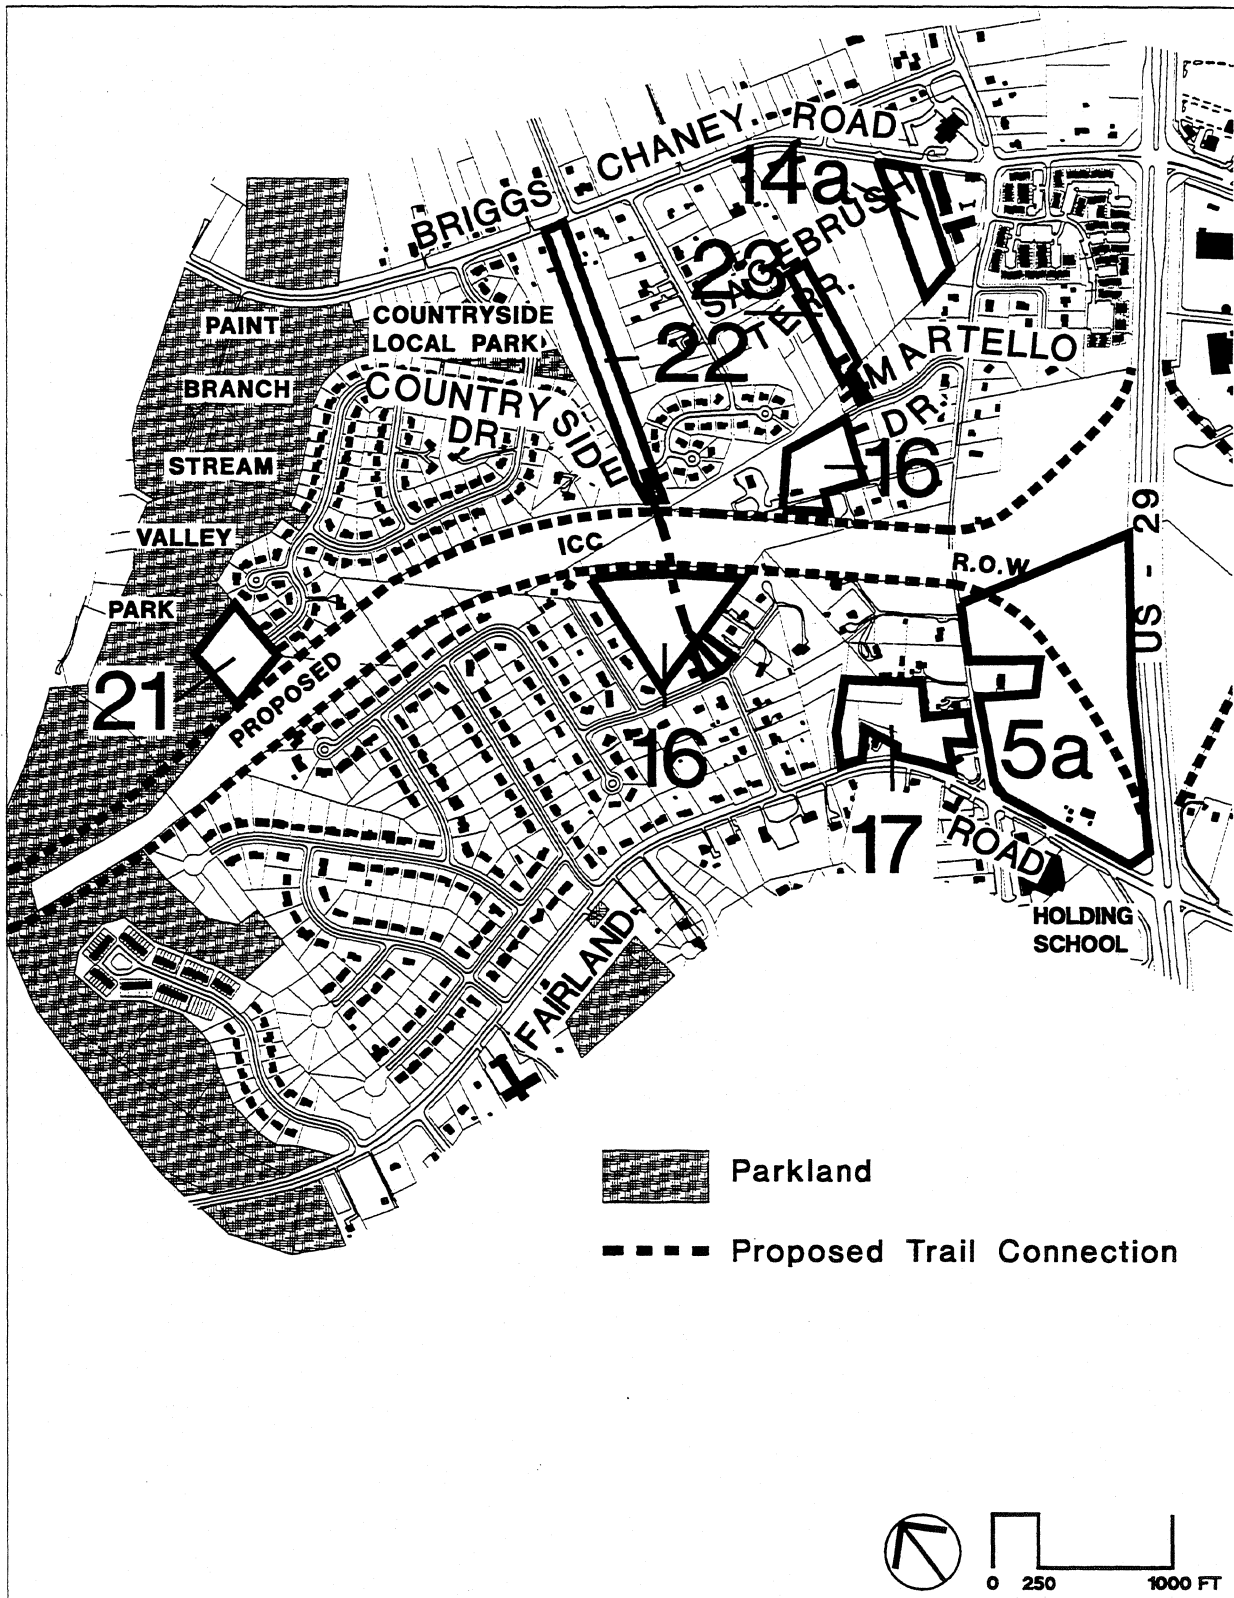 BRIGGS CHANEY ROAD
14a
SAGEBRUSH
TERR.
23
22
PAINT
BRANCH
STREAM
VALLEY
PARK
COUNTRYSIDE
LOCAL PARK
COUNTRY SIDE
DR.
MARTELLO
DR.
16
US - 29
ICC
R.O.W
PROPOSED
21
16
5a
17
FAIRLAND
ROAD
HOLDING
SCHOOL
Parkland
Proposed Trail Connection
0 250 1000 FT